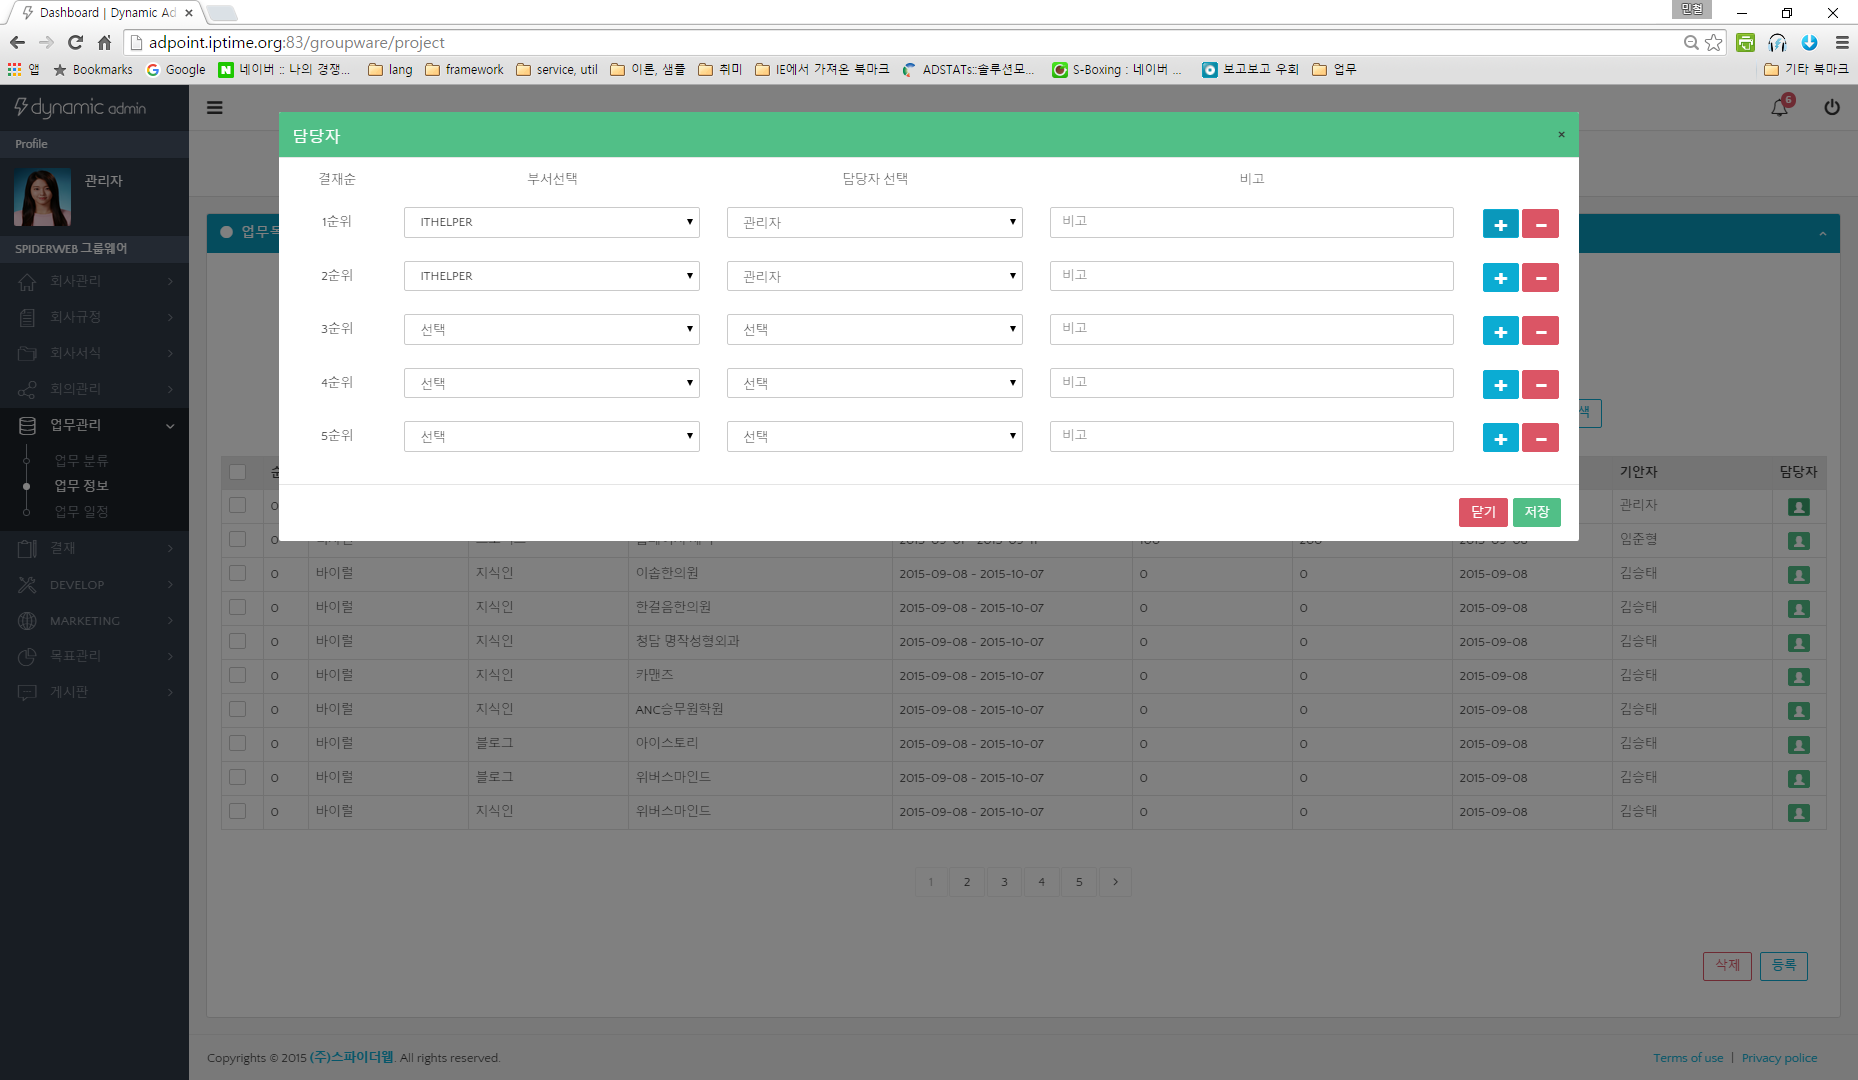 Dashboard | Dynamic Ad
민철
adpoint.iptime.org:83/groupware/project
앱
Bookmarks
Google
네이버 :: 나의 경쟁...
lang
framework
service, util
이론, 샘플
취미
IE에서 가져온 북마크
ADSTATs::솔루션모...
S-Boxing : 네이버 ...
보고보고 우회
업무
기타 북마크
dynamic admin
6
Profile
관리자
SPIDERWEB 그룹웨어
회사관리
회사규정
회사서식
회의관리
업무관리
업무 분류
업무 정보
업무 일정
결재
DEVELOP
MARKETING
목표관리
게시판
담당자
×
결재순 부서선택 담당자 선택 비고
1순위 ITHELPER 관리자 비고
2순위 ITHELPER 관리자 비고
3순위 선택 선택 비고
4순위 선택 선택 비고
5순위 선택 선택 비고
닫기 저장
기안자 담당자
0 관리자
0 임준형
0 바이럴 지식인 이솝한의원 2015-09-08 - 2015-10-07 0 0 2015-09-08 김승태
0 바이럴 지식인 한걸음한의원 2015-09-08 - 2015-10-07 0 0 2015-09-08 김승태
0 바이럴 지식인 청담 명작성형외과 2015-09-08 - 2015-10-07 0 0 2015-09-08 김승태
0 바이럴 지식인 카맨즈 2015-09-08 - 2015-10-07 0 0 2015-09-08 김승태
0 바이럴 지식인 ANC승무원학원 2015-09-08 - 2015-10-07 0 0 2015-09-08 김승태
0 바이럴 블로그 아이스토리 2015-09-08 - 2015-10-07 0 0 2015-09-08 김승태
0 바이럴 블로그 위버스마인드 2015-09-08 - 2015-10-07 0 0 2015-09-08 김승태
0 바이럴 지식인 위버스마인드 2015-09-08 - 2015-10-07 0 0 2015-09-08 김승태
1 2 3 4 5 >
삭제 등록
Copyrights © 2015 (주)스파이더웹. All rights reserved.
Terms of use | Privacy police